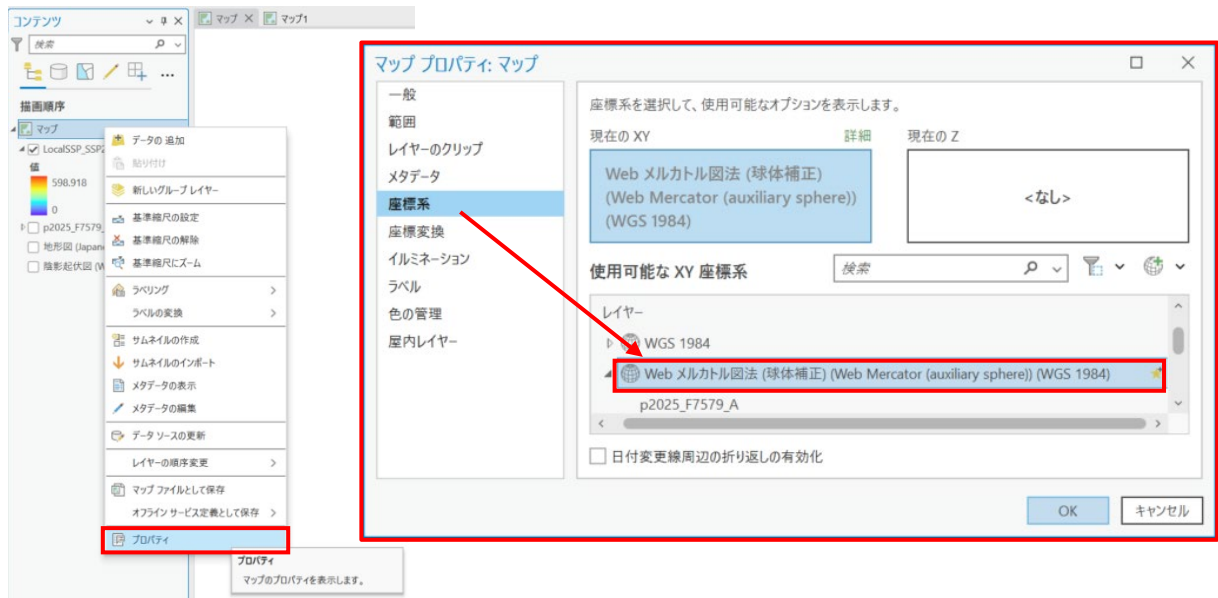 コンテンツ
マップ
マップ1
検索
描画順序
マップ
LocalSSP_SSP2
値
598.918
0
p2025_F7579_
地形図 (Japan
陰影起伏図 (W
データの 追加
貼り付け
新しいグループ レイヤー
基準縮尺の設定
基準縮尺の解除
基準縮尺にズーム
ラベリング
ラベルの変換
サムネイルの作成
サムネイルのインポート
メタデータの表示
メタデータの編集
データ ソースの更新
レイヤーの順序変更
マップ ファイルとして保存
オフライン サービス定義として保存
プロパティ
プロパティ
マップのプロパティを表示します。
マップ プロパティ: マップ
一般
範囲
レイヤーのクリップ
メタデータ
座標系
座標変換
イルミネーション
ラベル
色の管理
屋内レイヤー
座標系を選択して、使用可能なオプションを表示します。
現在の XY 詳細 現在の Z
Web メルカトル図法 (球体補正)
(Web Mercator (auxiliary sphere))
(WGS 1984)
<なし>
使用可能な XY 座標系
検索
レイヤー
WGS 1984
Web メルカトル図法 (球体補正) (Web Mercator (auxiliary sphere)) (WGS 1984)
p2025_F7579_A
日付変更線周辺の折り返しの有効化
OK キャンセル